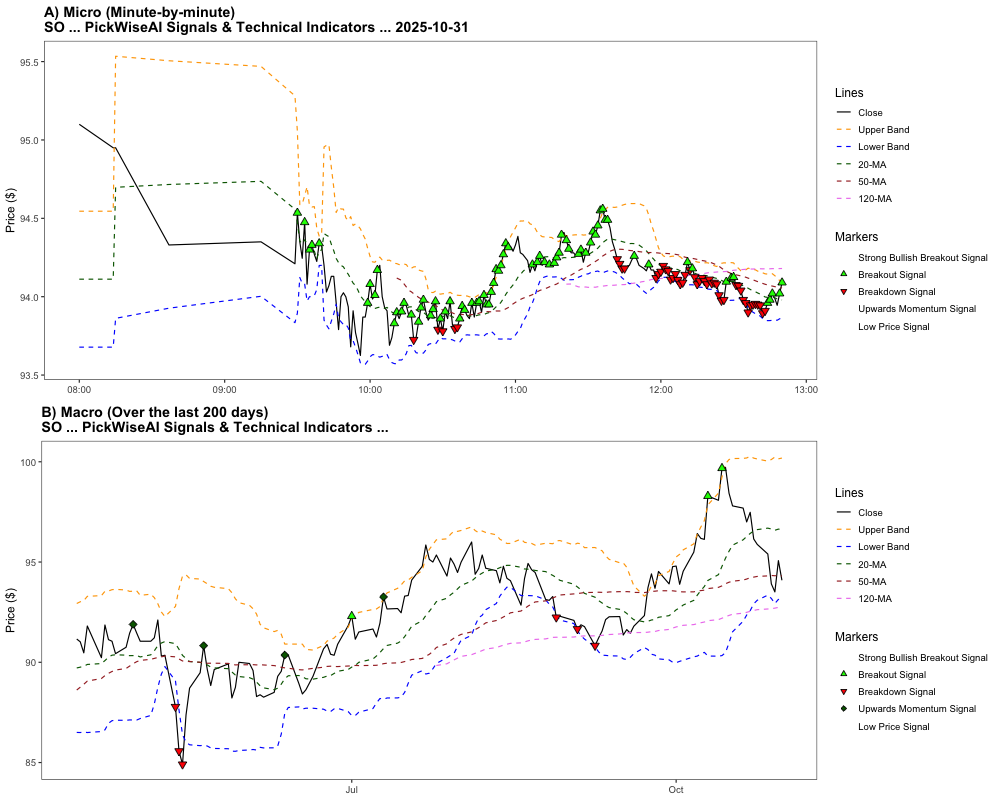 A) Micro (Minute-by-minute)
SO ... PickWiseAI Signals & Technical Indicators ... 2025-10-31
Price ($)
95.5
95.0
94.5
94.0
93.5
08:00 09:00 10:00 11:00 12:00 13:00
Lines
Close
Upper Band
Lower Band
20-MA
50-MA
120-MA
Markers
Strong Bullish Breakout Signal
Breakout Signal
Breakdown Signal
Upwards Momentum Signal
Low Price Signal
B) Macro (Over the last 200 days)
SO ... PickWiseAI Signals & Technical Indicators ...
Price ($)
100
95
90
85
Jul Oct
Lines
Close
Upper Band
Lower Band
20-MA
50-MA
120-MA
Markers
Strong Bullish Breakout Signal
Breakout Signal
Breakdown Signal
Upwards Momentum Signal
Low Price Signal